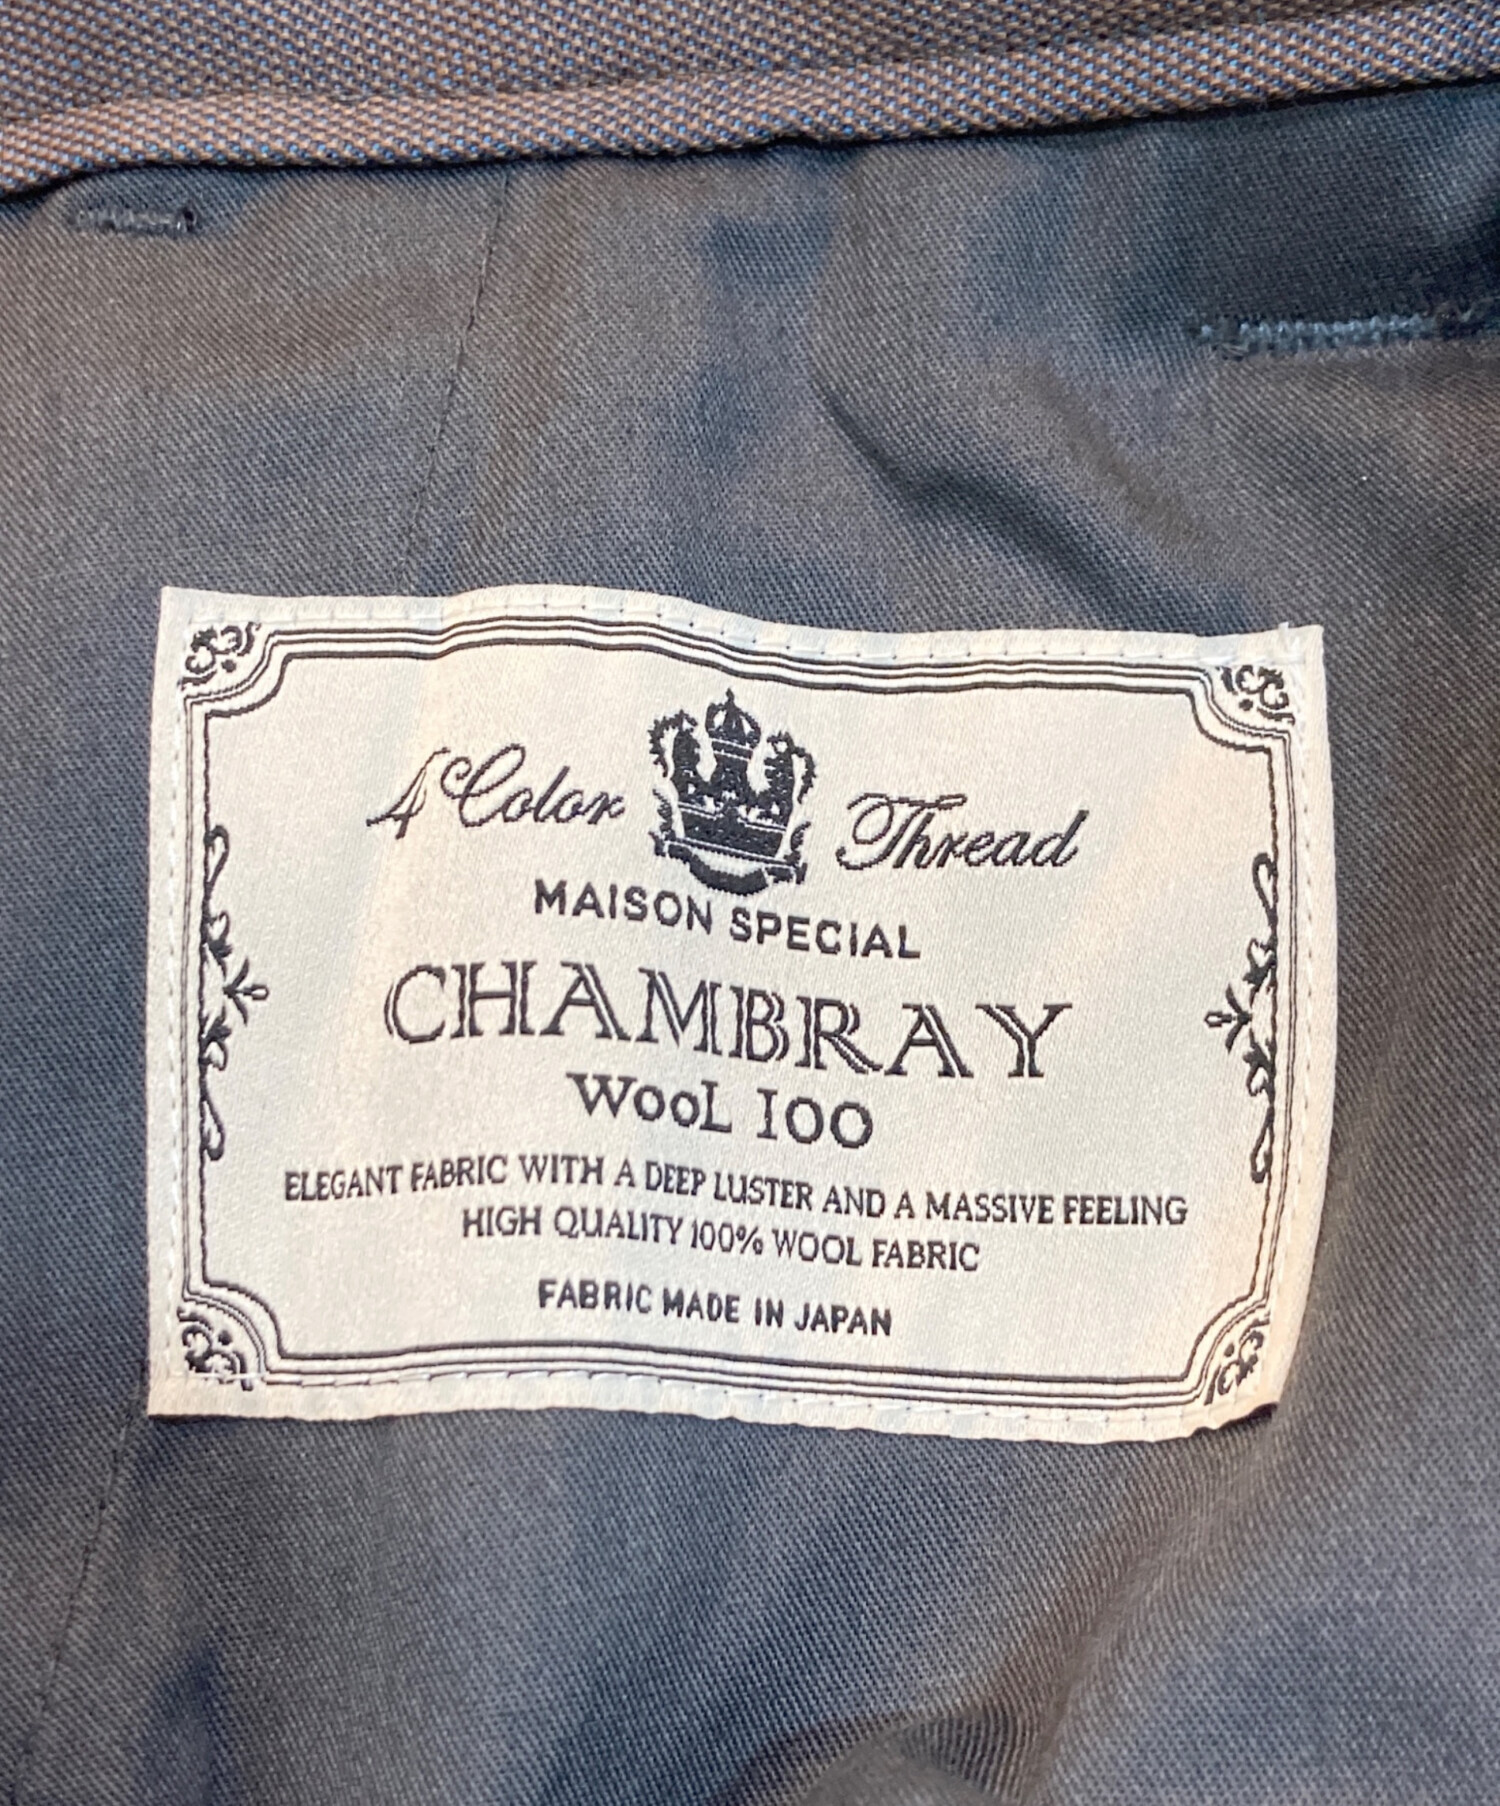 4 Color Thread
MAISON SPECIAL
CHAMBRAY
WOOL 100
ELEGANT FABRIC WITH A DEEP LUSTER AND A MASSIVE FEELING
HIGH QUALITY 100% WOOL FABRIC
FABRIC MADE IN JAPAN